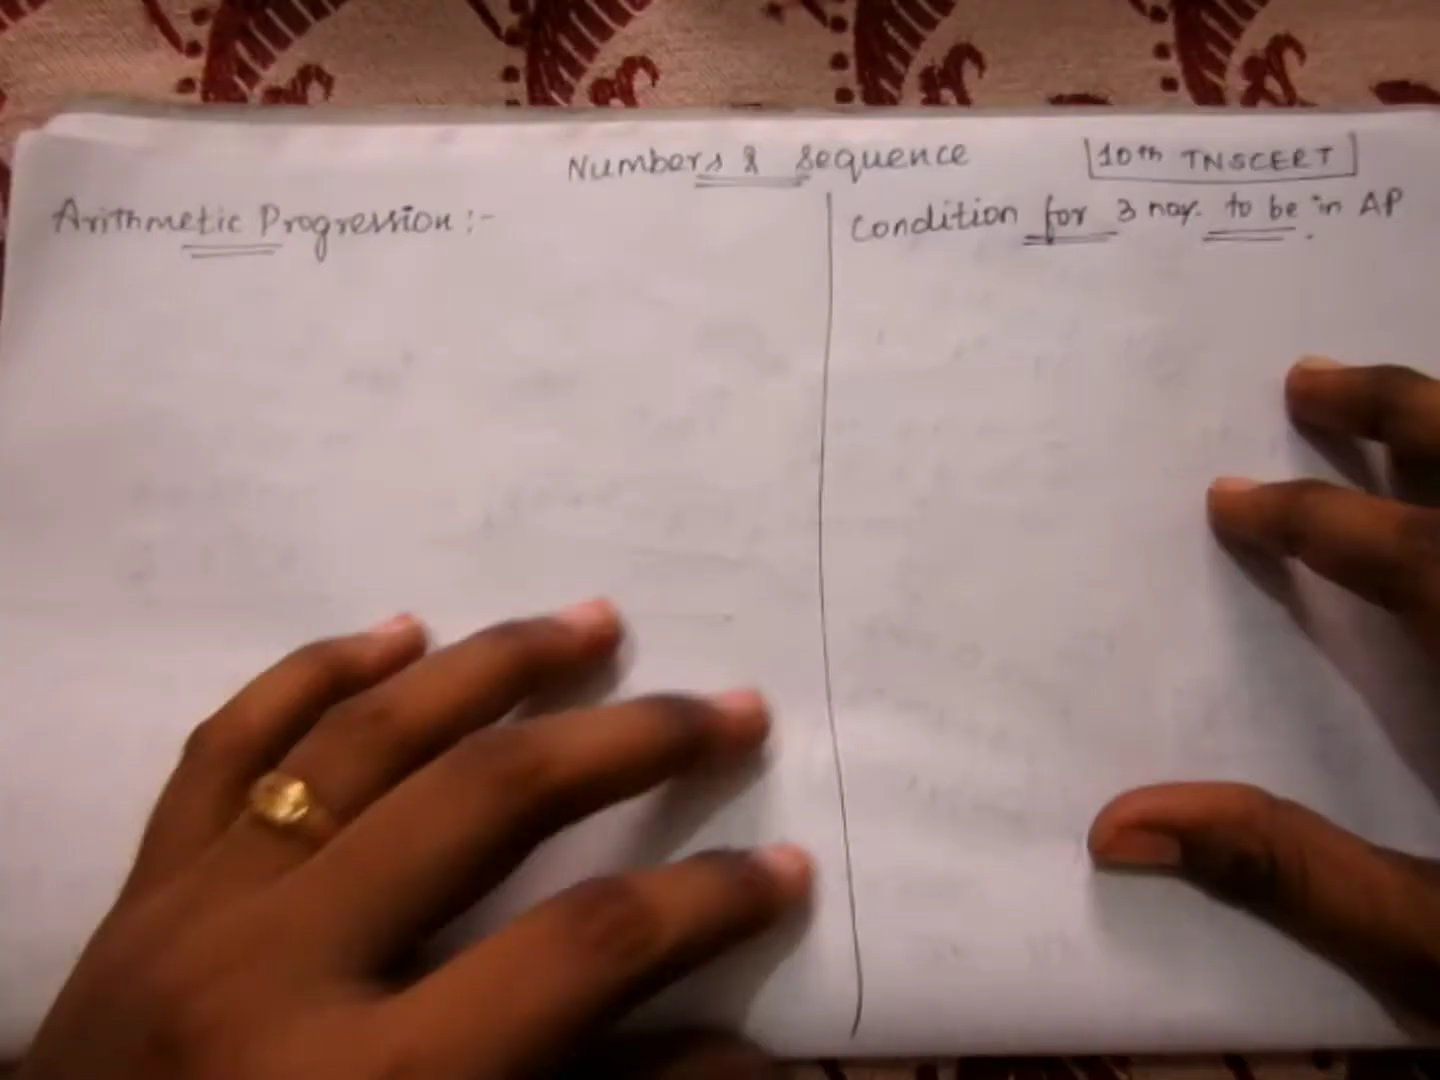 Numbers & Sequence
10th TNSCERT
Arithmetic Progression :-
Condition for 3 nos. to be in AP